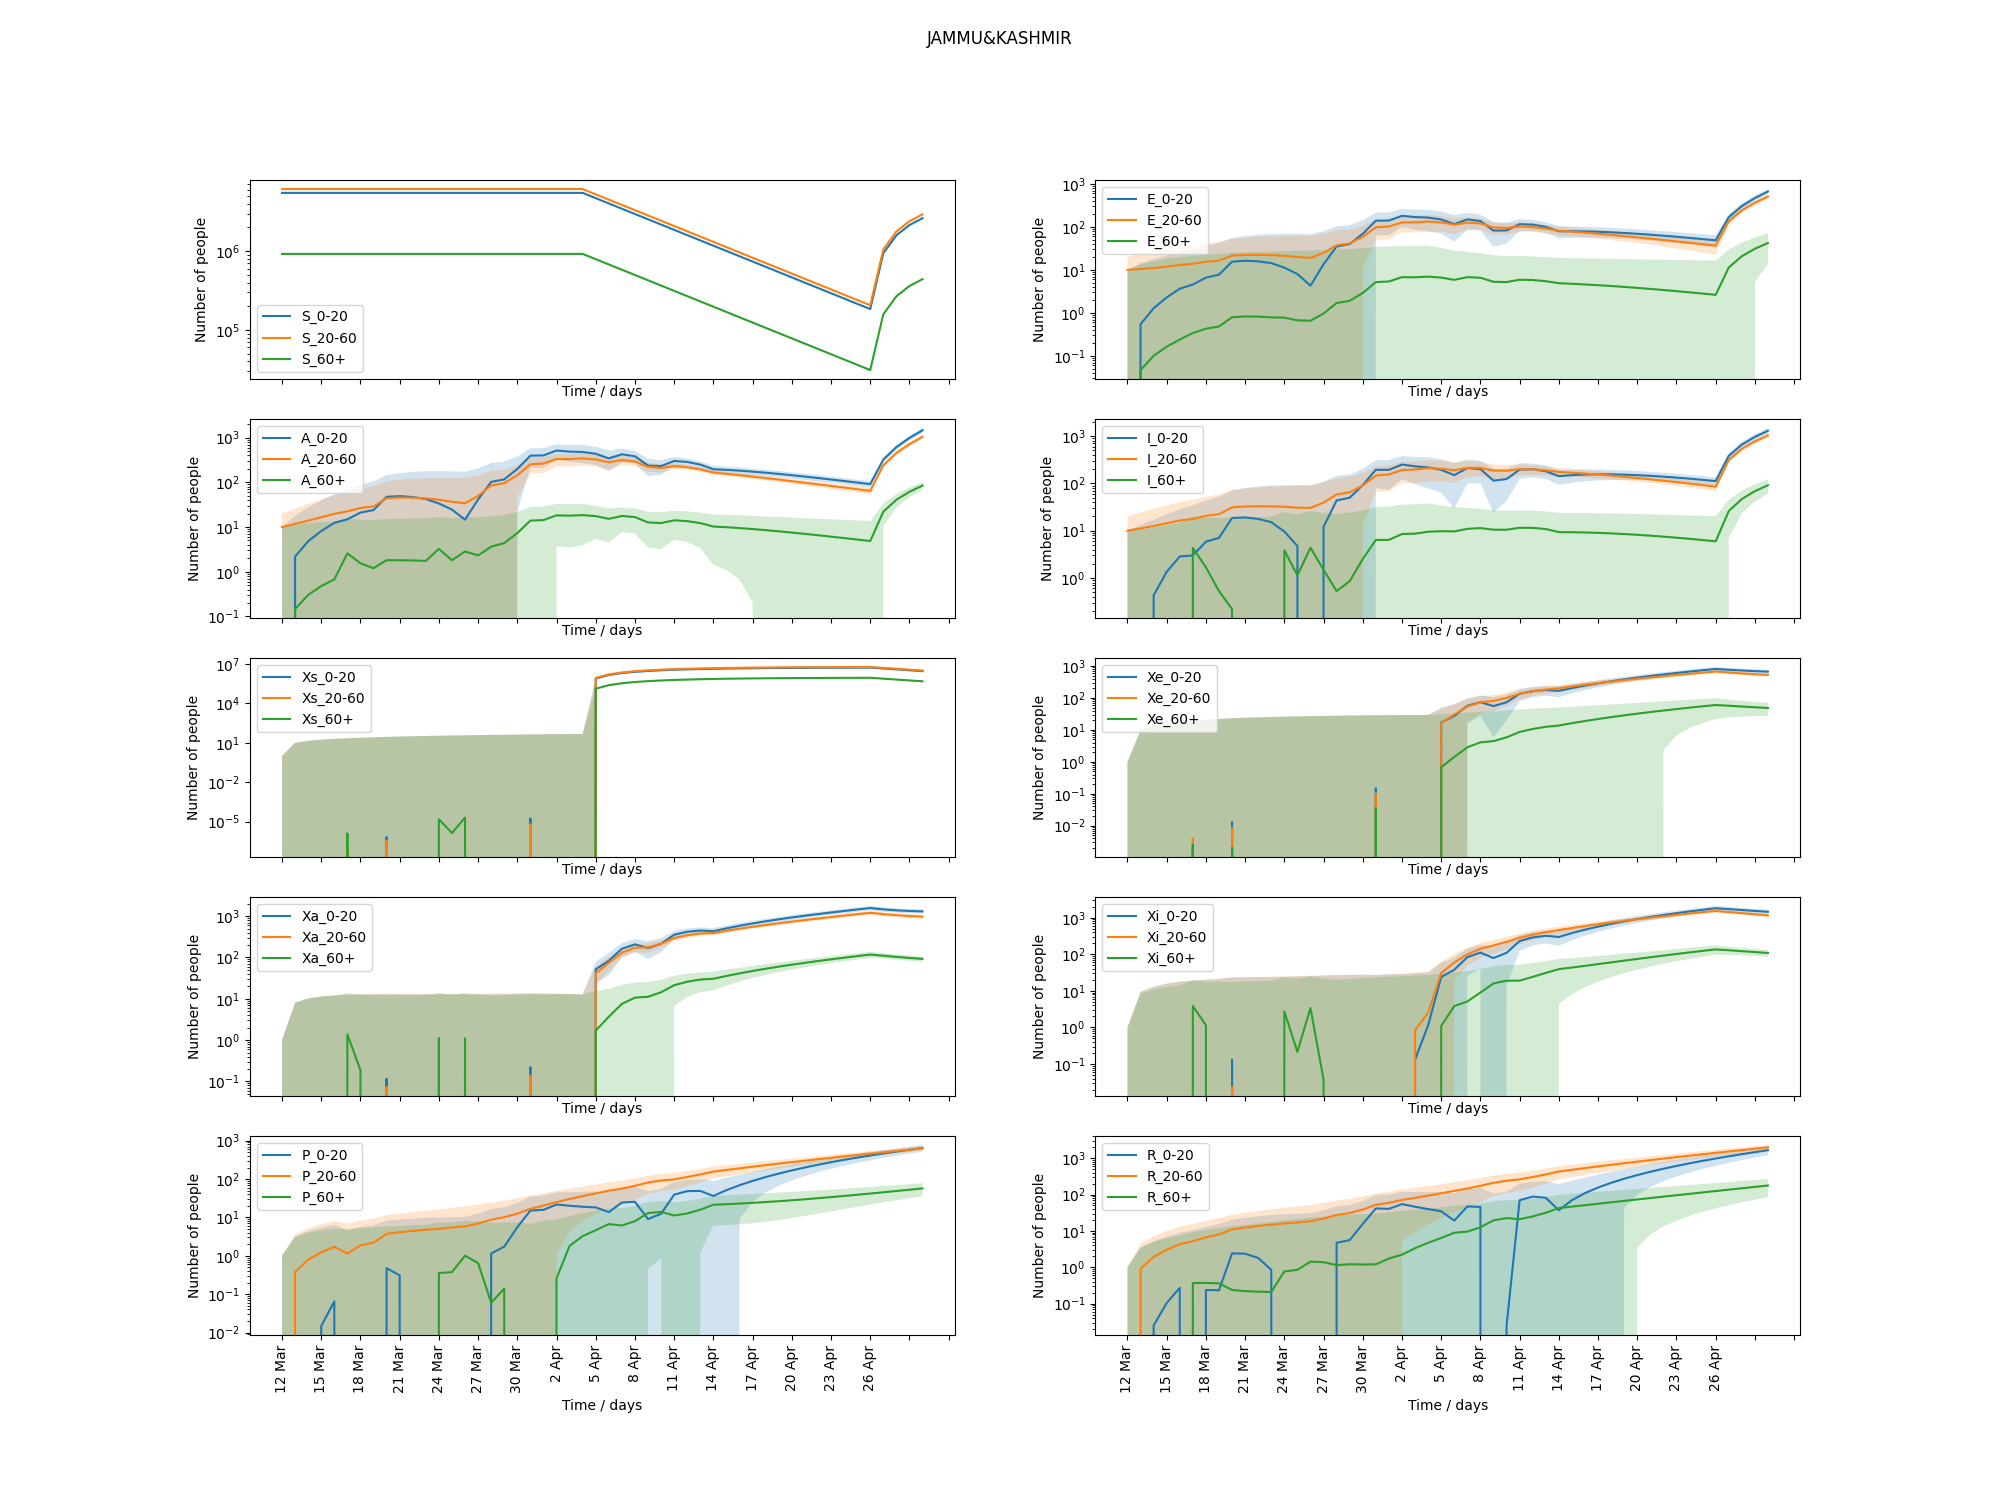 JAMMU&KASHMIR
Number of people
10^6
10^5
S_0-20
S_20-60
S_60+
Time / days
Number of people
10^3
10^2
10^1
10^0
10^-1
E_0-20
E_20-60
E_60+
Time / days
Number of people
10^3
10^2
10^1
10^0
10^-1
A_0-20
A_20-60
A_60+
Time / days
Number of people
10^3
10^2
10^1
10^0
I_0-20
I_20-60
I_60+
Time / days
Number of people
10^7
10^4
10^1
10^-2
10^-5
Xs_0-20
Xs_20-60
Xs_60+
Time / days
Number of people
10^3
10^2
10^1
10^0
10^-1
10^-2
Xe_0-20
Xe_20-60
Xe_60+
Time / days
Number of people
10^3
10^2
10^1
10^0
10^-1
Xa_0-20
Xa_20-60
Xa_60+
Time / days
Number of people
10^3
10^2
10^1
10^0
10^-1
Xi_0-20
Xi_20-60
Xi_60+
Time / days
Number of people
10^3
10^2
10^1
10^0
10^-1
10^-2
P_0-20
P_20-60
P_60+
12 Mar
15 Mar
18 Mar
21 Mar
24 Mar
27 Mar
30 Mar
2 Apr
5 Apr
8 Apr
11 Apr
14 Apr
17 Apr
20 Apr
23 Apr
26 Apr
Time / days
Number of people
10^3
10^2
10^1
10^0
10^-1
R_0-20
R_20-60
R_60+
12 Mar
15 Mar
18 Mar
21 Mar
24 Mar
27 Mar
30 Mar
2 Apr
5 Apr
8 Apr
11 Apr
14 Apr
17 Apr
20 Apr
23 Apr
26 Apr
Time / days